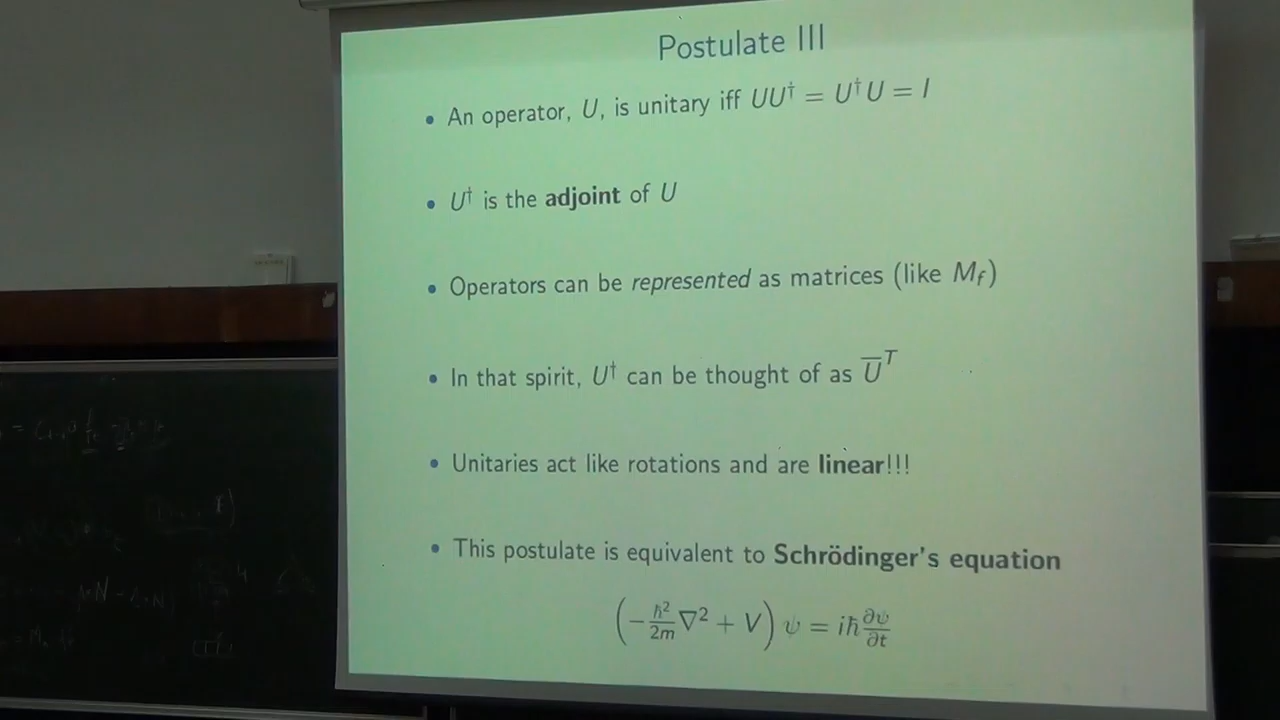 Postulate III
• An operator, U, is unitary iff UU† = U†U = I
• U† is the adjoint of U
• Operators can be represented as matrices (like M_f)
• In that spirit, U† can be thought of as U̅ᵀ
• Unitaries act like rotations and are linear!!!
• This postulate is equivalent to Schrödinger's equation
(−ℏ²/2m ∇² + V) ψ = iℏ ∂ψ/∂t